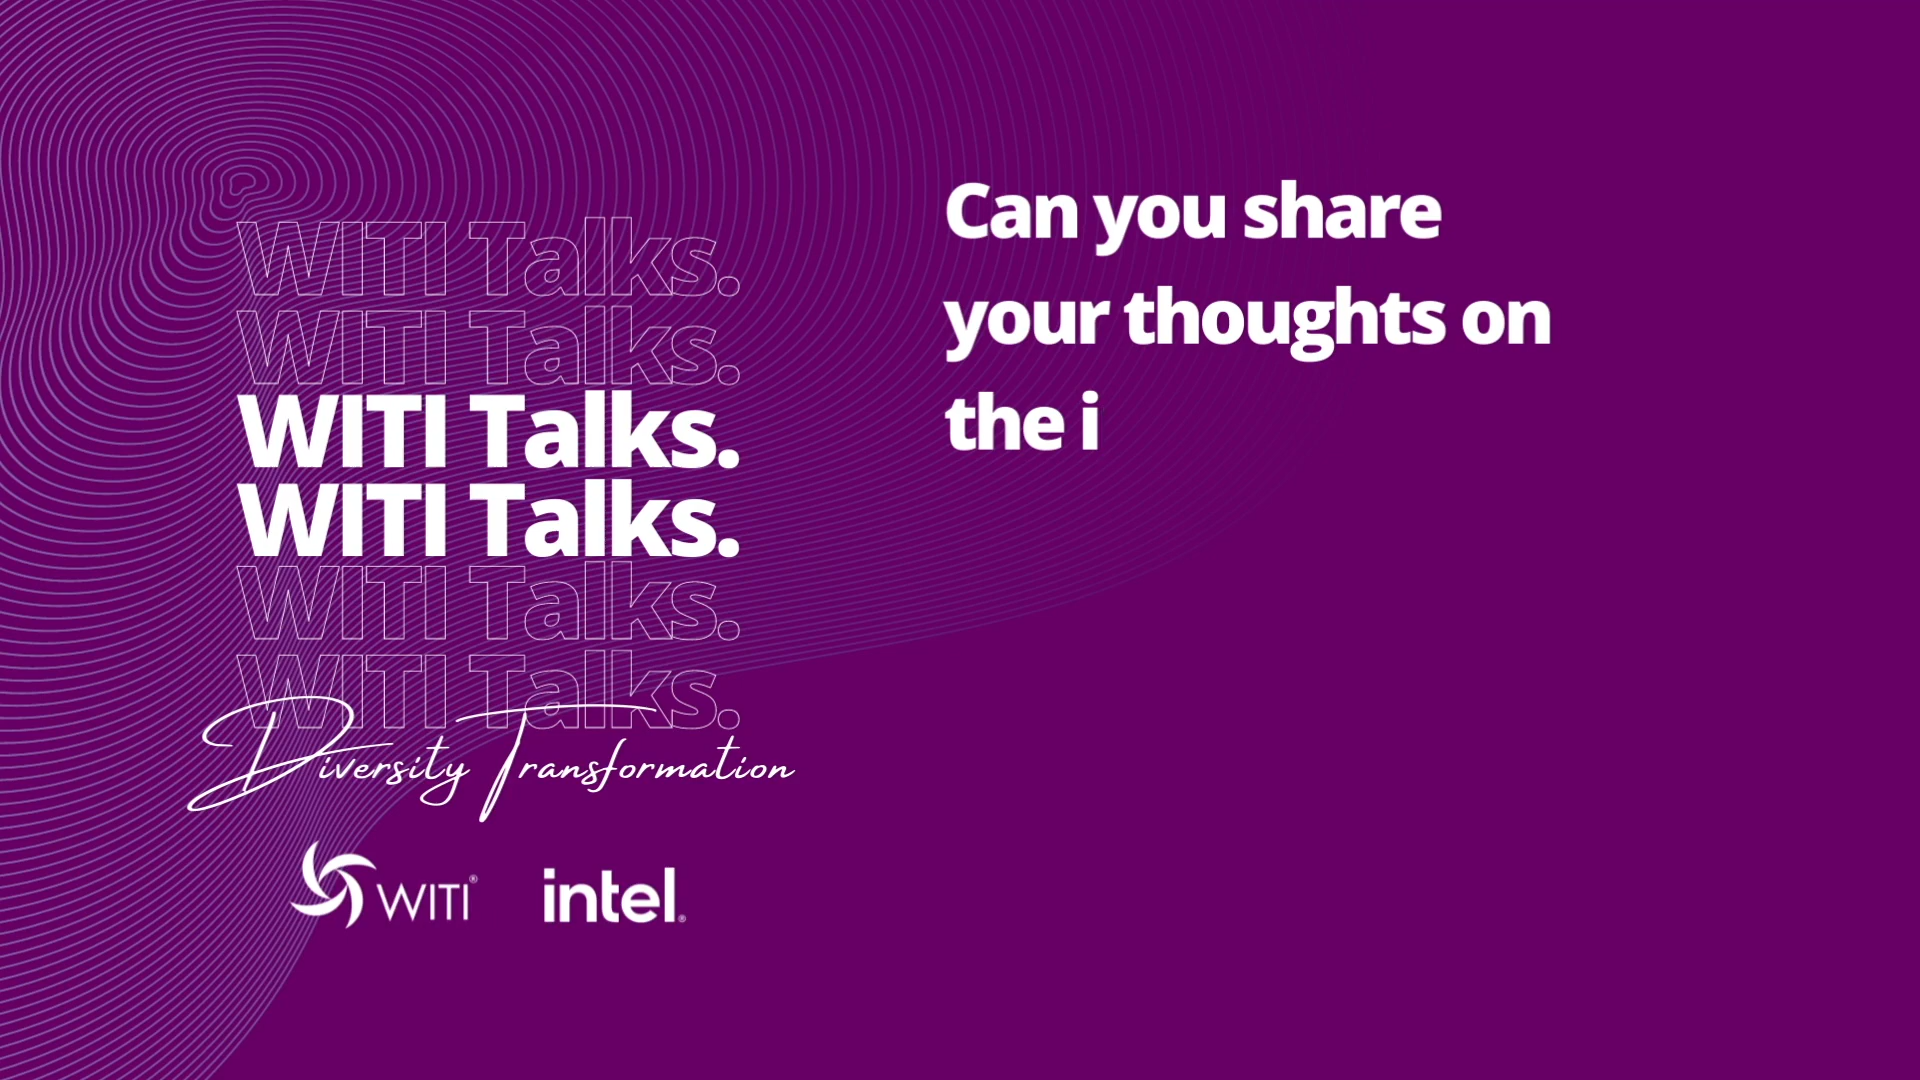 WITI Talks.
WITI Talks.
WITI Talks.
WITI Talks.
WITI Talks.
WITI Talks.
Diversity Transformation
WITI®
intel®
Can you share
your thoughts on
the i